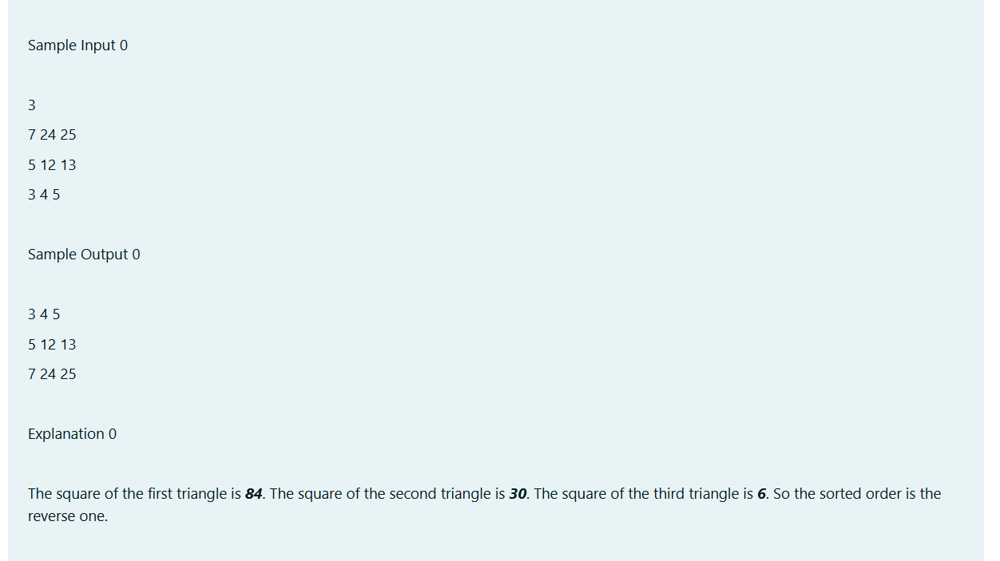 Sample Input 0
3
7 24 25
5 12 13
3 4 5
Sample Output 0
3 4 5
5 12 13
7 24 25
Explanation 0
The square of the first triangle is 84. The square of the second triangle is 30. The square of the third triangle is 6. So the sorted order is the
reverse one.